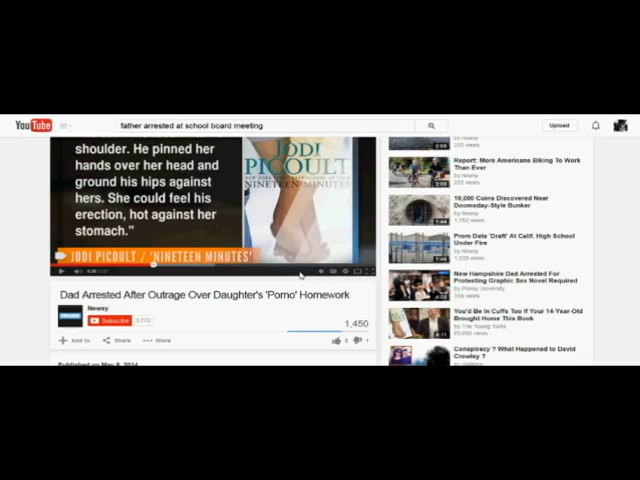 YouTube
father arrested at school board meeting
Upload
shoulder. He pinned her
hands over her head and
ground his hips against
hers. She could feel his
erection, hot against her
stomach."
JODI
PICOULT
NINETEEN MINUTES
JODI PICOULT / 'NINETEEN MINUTES'
Dad Arrested After Outrage Over Daughter's 'Porno' Homework
Newsy
Subscribe
1,450
Add to
Share
More
Published on May 8, 2014
Report: More Americans Biking To Work
Than Ever
by Newsy
10,000 Coins Discovered Near
Doomsday-Style Bunker
by Newsy
Prom Date 'Draft' At Calif. High School
Under Fire
by Newsy
New Hampshire Dad Arrested For
Protesting Graphic Sex Novel Required
You'd Be in Cuffs Too If Your 14-Year-Old
Brought Home This Book
by The Young Turks
Conspiracy ? What Happened to David
Crowley ?